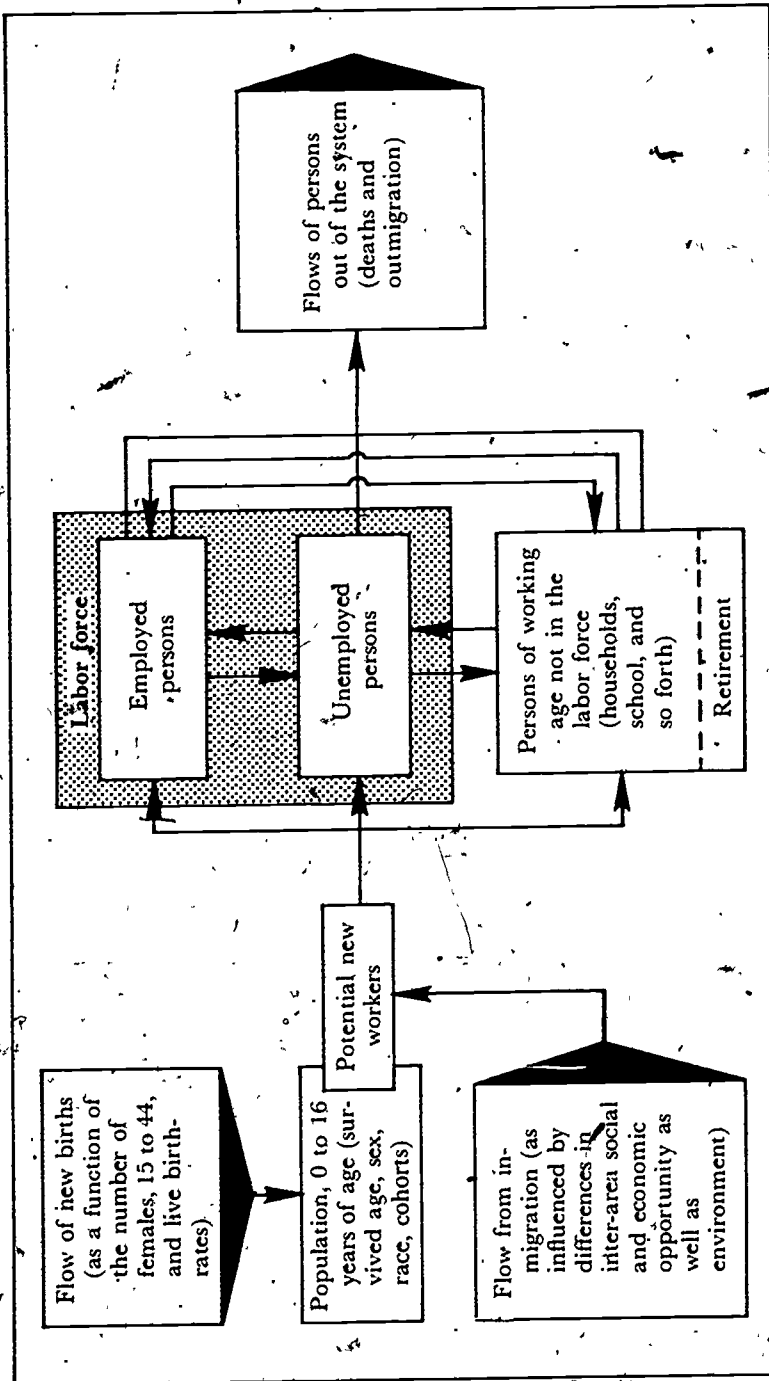 Flow of new births
(as a function of
the number of
females, 15 to 44,
and live birth-
rates)
Population, 0 to 16
years of age (sur-
vived age, sex,
race, cohorts)
Potential new
workers
Flow from in-
migration (as
influenced by
differences in
inter-area social
and economic
opportunity as
well as
environment)
Labor force
Employed
persons
Unemployed
persons
Persons of working
age not in the
labor force
(households,
school, and
so forth)
Retirement
Flows of persons
out of the system
(deaths and
outmigration)